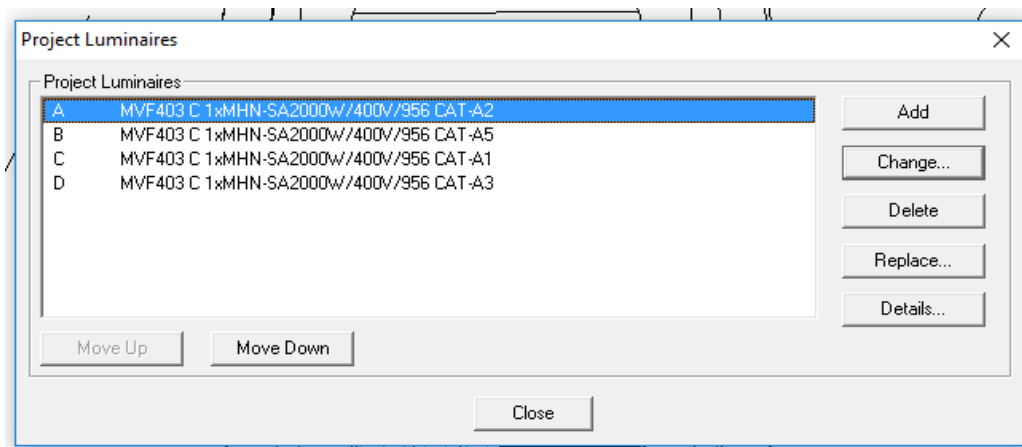 Project Luminaires
Project Luminaires
A MVF403 C 1xMHN-SA2000W/400V/956 CAT-A2
B MVF403 C 1xMHN-SA2000W/400V/956 CAT-A5
C MVF403 C 1xMHN-SA2000W/400V/956 CAT-A1
D MVF403 C 1xMHN-SA2000W/400V/956 CAT-A3
Add
Change...
Delete
Replace...
Details...
Move Up
Move Down
Close